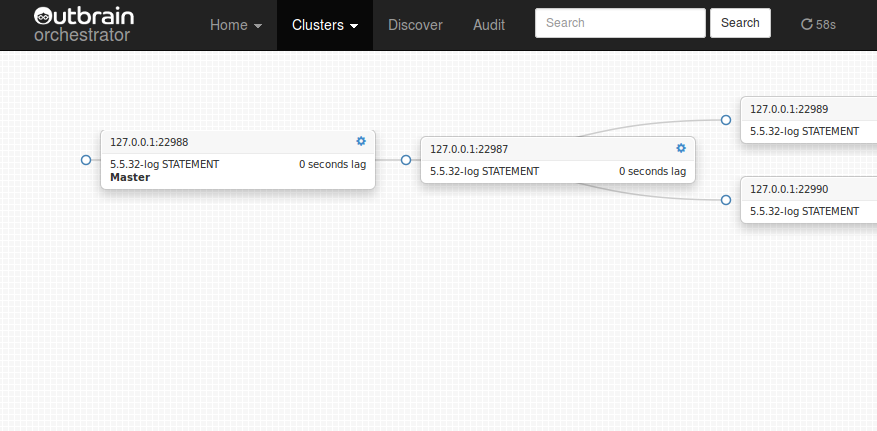 Outbrain
orchestrator
Home
Clusters
Discover
Audit
Search
Search
58s
127.0.0.1:22988
5.5.32-log STATEMENT 0 seconds lag
Master
127.0.0.1:22987
5.5.32-log STATEMENT 0 seconds lag
127.0.0.1:22989
5.5.32-log STATEMENT
127.0.0.1:22990
5.5.32-log STATEMENT